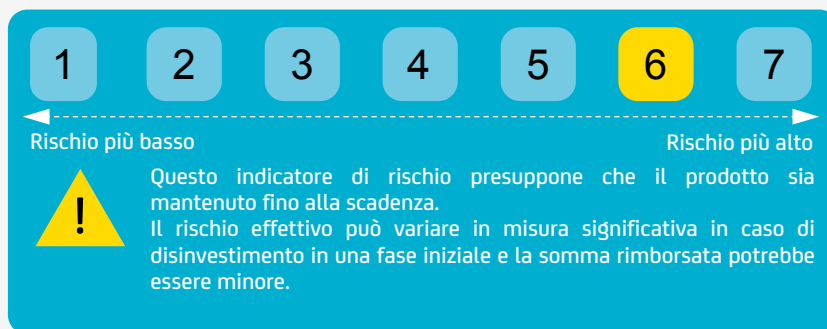 1 2 3 4 5 6 7
Rischio più basso Rischio più alto
!
Questo indicatore di rischio presuppone che il prodotto sia
mantenuto fino alla scadenza.
Il rischio effettivo può variare in misura significativa in caso di
disinvestimento in una fase iniziale e la somma rimborsata potrebbe
essere minore.